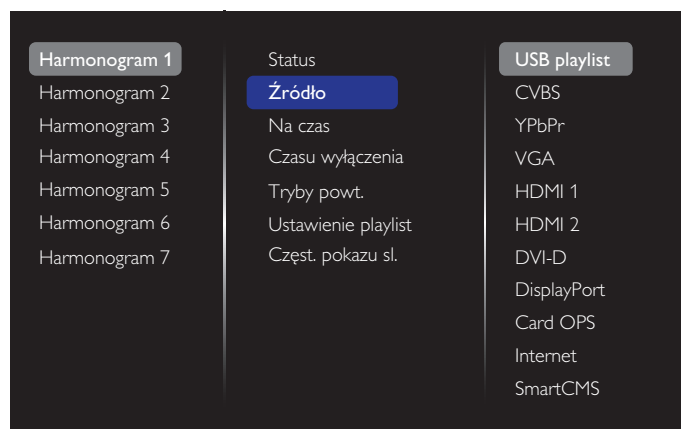 Harmonogram 1
Harmonogram 2
Harmonogram 3
Harmonogram 4
Harmonogram 5
Harmonogram 6
Harmonogram 7
Status
Źródło
Na czas
Czasu wyłączenia
Tryby powt.
Ustawienie playlist
Częst. pokazu sl.
USB playlist
CVBS
YPbPr
VGA
HDMI 1
HDMI 2
DVI-D
DisplayPort
Card OPS
Internet
SmartCMS